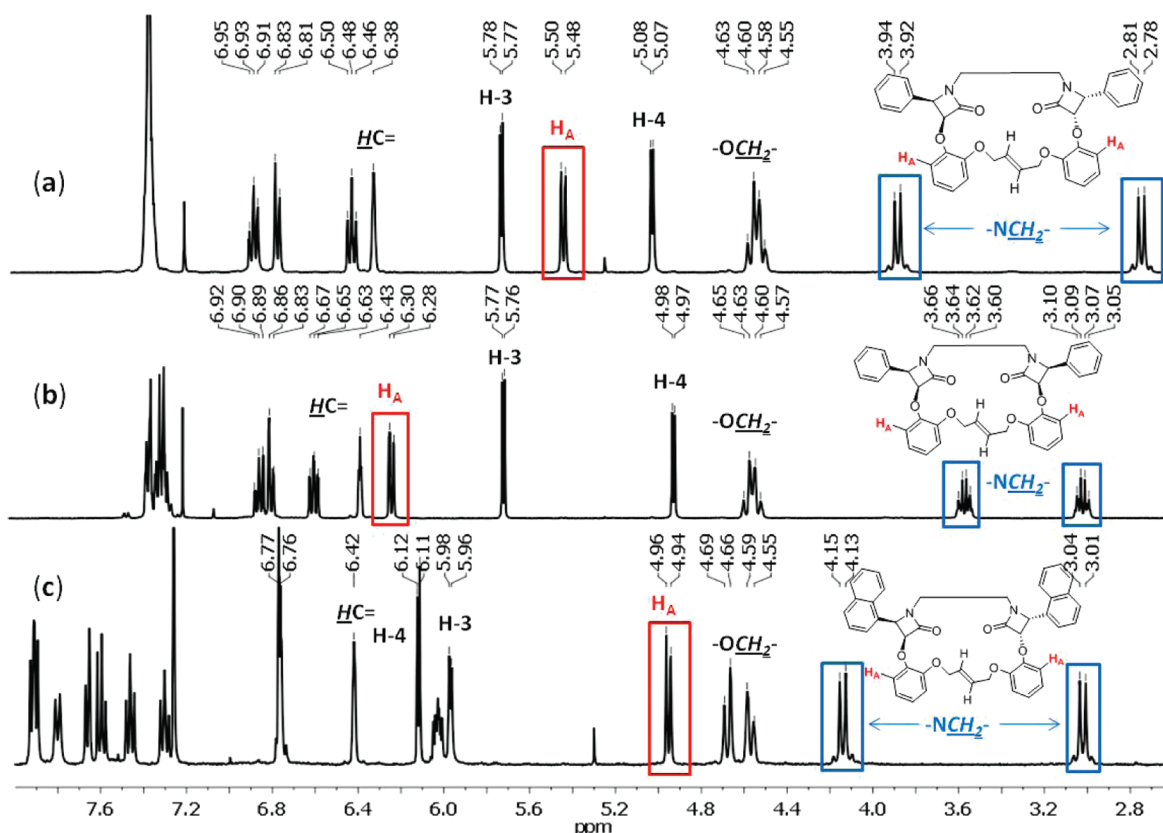 6.95 6.93 6.91 6.83 6.81 6.50 6.48 6.46 6.38 5.78 5.77 5.50 5.48 5.08 5.07 4.63 4.60 4.58 4.55 3.94 3.92 2.81 2.78
(a) HC= H-3 HA H-4 -OCH2- -NCH2-
N N
O O
O O
O O
H
H
HA HA
6.92 6.90 6.89 6.86 6.83 6.67 6.65 6.63 6.43 6.30 6.28 5.77 5.76 4.98 4.97 4.65 4.63 4.60 4.57 3.66 3.64 3.62 3.60 3.10 3.09 3.07 3.05
(b) HC= HA H-3 H-4 -OCH2- -NCH2-
N N
O O
O O
O O
H
H
HA HA
6.77 6.76 6.42 6.12 6.11 5.98 5.96 4.96 4.94 4.69 4.66 4.59 4.55 4.15 4.13 3.04 3.01
(c) HC= H-4 H-3 HA -OCH2- -NCH2-
N N
O O
O O
O O
H
H
HA HA
7.6 7.2 6.8 6.4 6.0 5.6 5.2 4.8 4.4 4.0 3.6 3.2 2.8
ppm